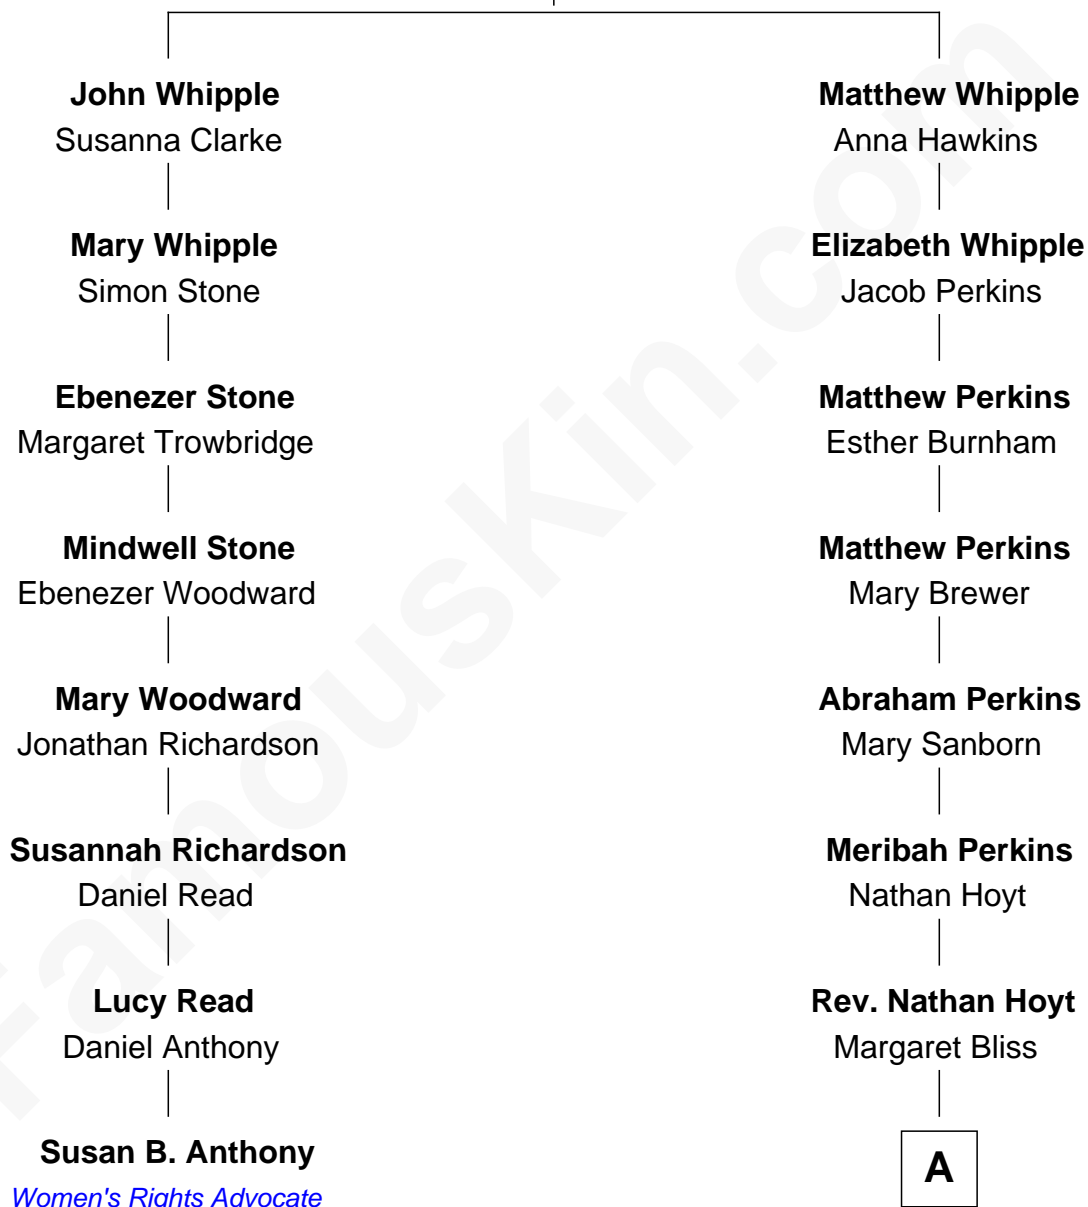 John Whipple
Susanna Clarke
Mary Whipple
Simon Stone
Ebenezer Stone
Margaret Trowbridge
Mindwell Stone
Ebenezer Woodward
Mary Woodward
Jonathan Richardson
Susannah Richardson
Daniel Read
Lucy Read
Daniel Anthony
Susan B. Anthony
Women's Rights Advocate
Matthew Whipple
Anna Hawkins
Elizabeth Whipple
Jacob Perkins
Matthew Perkins
Esther Burnham
Matthew Perkins
Mary Brewer
Abraham Perkins
Mary Sanborn
Meribah Perkins
Nathan Hoyt
Rev. Nathan Hoyt
Margaret Bliss
A
FamousKin.com